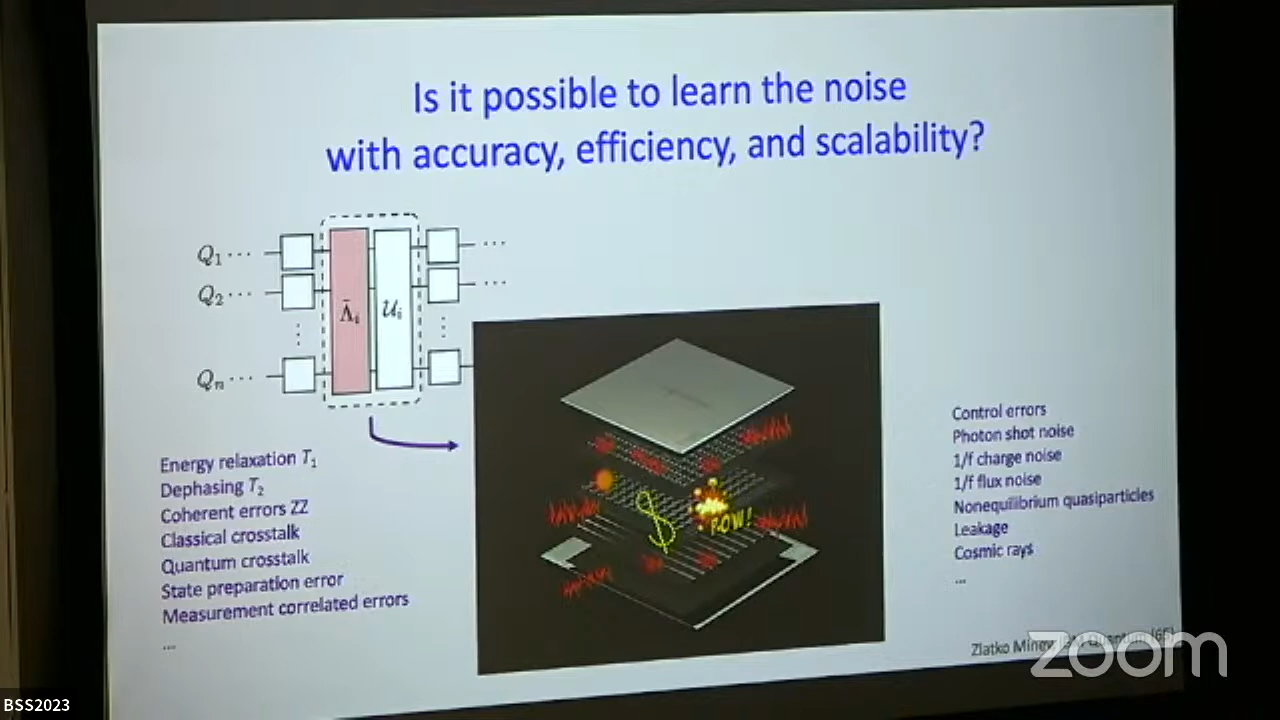 Is it possible to learn the noise
with accuracy, efficiency, and scalability?
Q₁ ···
Q₂ ···
Qₙ ···
Λ̄ᵢ
𝒰ᵢ
Energy relaxation T₁
Dephasing T₂
Coherent errors ZZ
Classical crosstalk
Quantum crosstalk
State preparation error
Measurement correlated errors
...
POW!
Control errors
Photon shot noise
1/f charge noise
1/f flux noise
Nonequilibrium quasiparticles
Leakage
Cosmic rays
...
Zlatko Minev Quantum
zoom
BSS2023